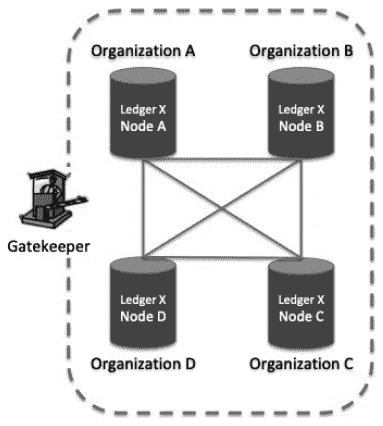 Organization A
Organization B
Ledger X
Node A
Ledger X
Node B
Gatekeeper
Ledger X
Node D
Ledger X
Node C
Organization D
Organization C